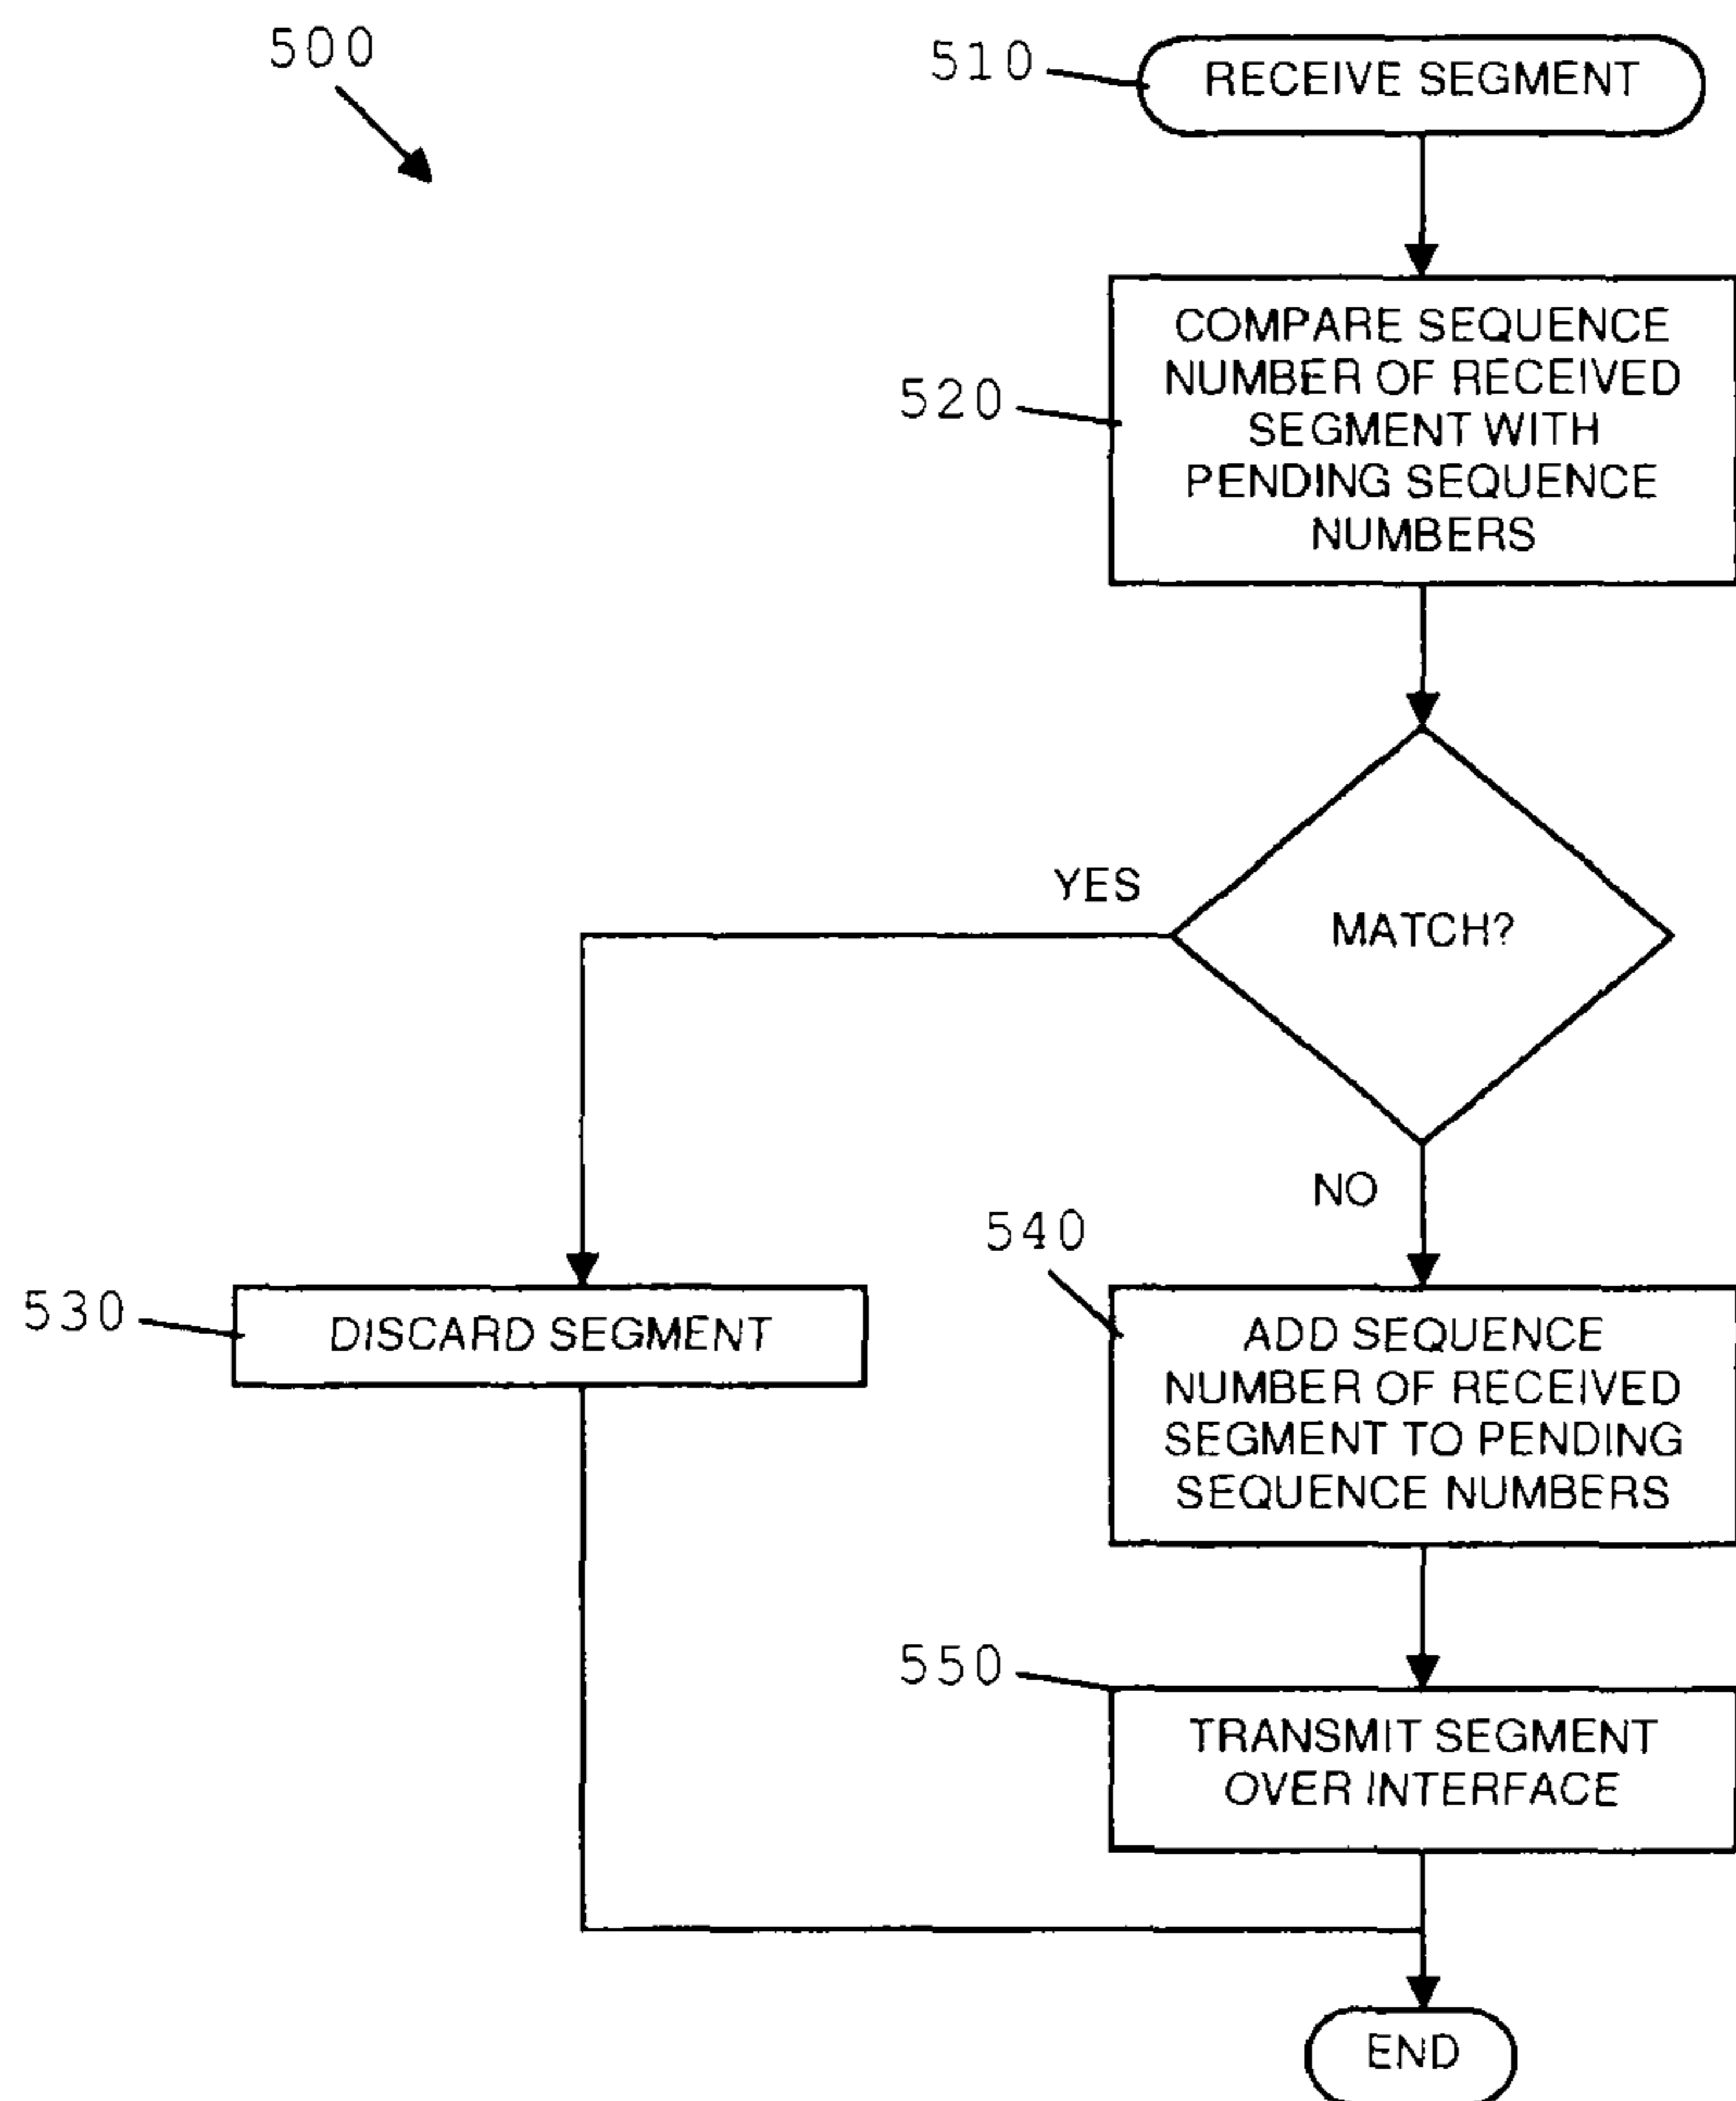 500
510
RECEIVE SEGMENT
520
COMPARE SEQUENCE
NUMBER OF RECEIVED
SEGMENT WITH
PENDING SEQUENCE
NUMBERS
YES
MATCH?
NO
530
DISCARD SEGMENT
540
ADD SEQUENCE
NUMBER OF RECEIVED
SEGMENT TO PENDING
SEQUENCE NUMBERS
550
TRANSMIT SEGMENT
OVER INTERFACE
END